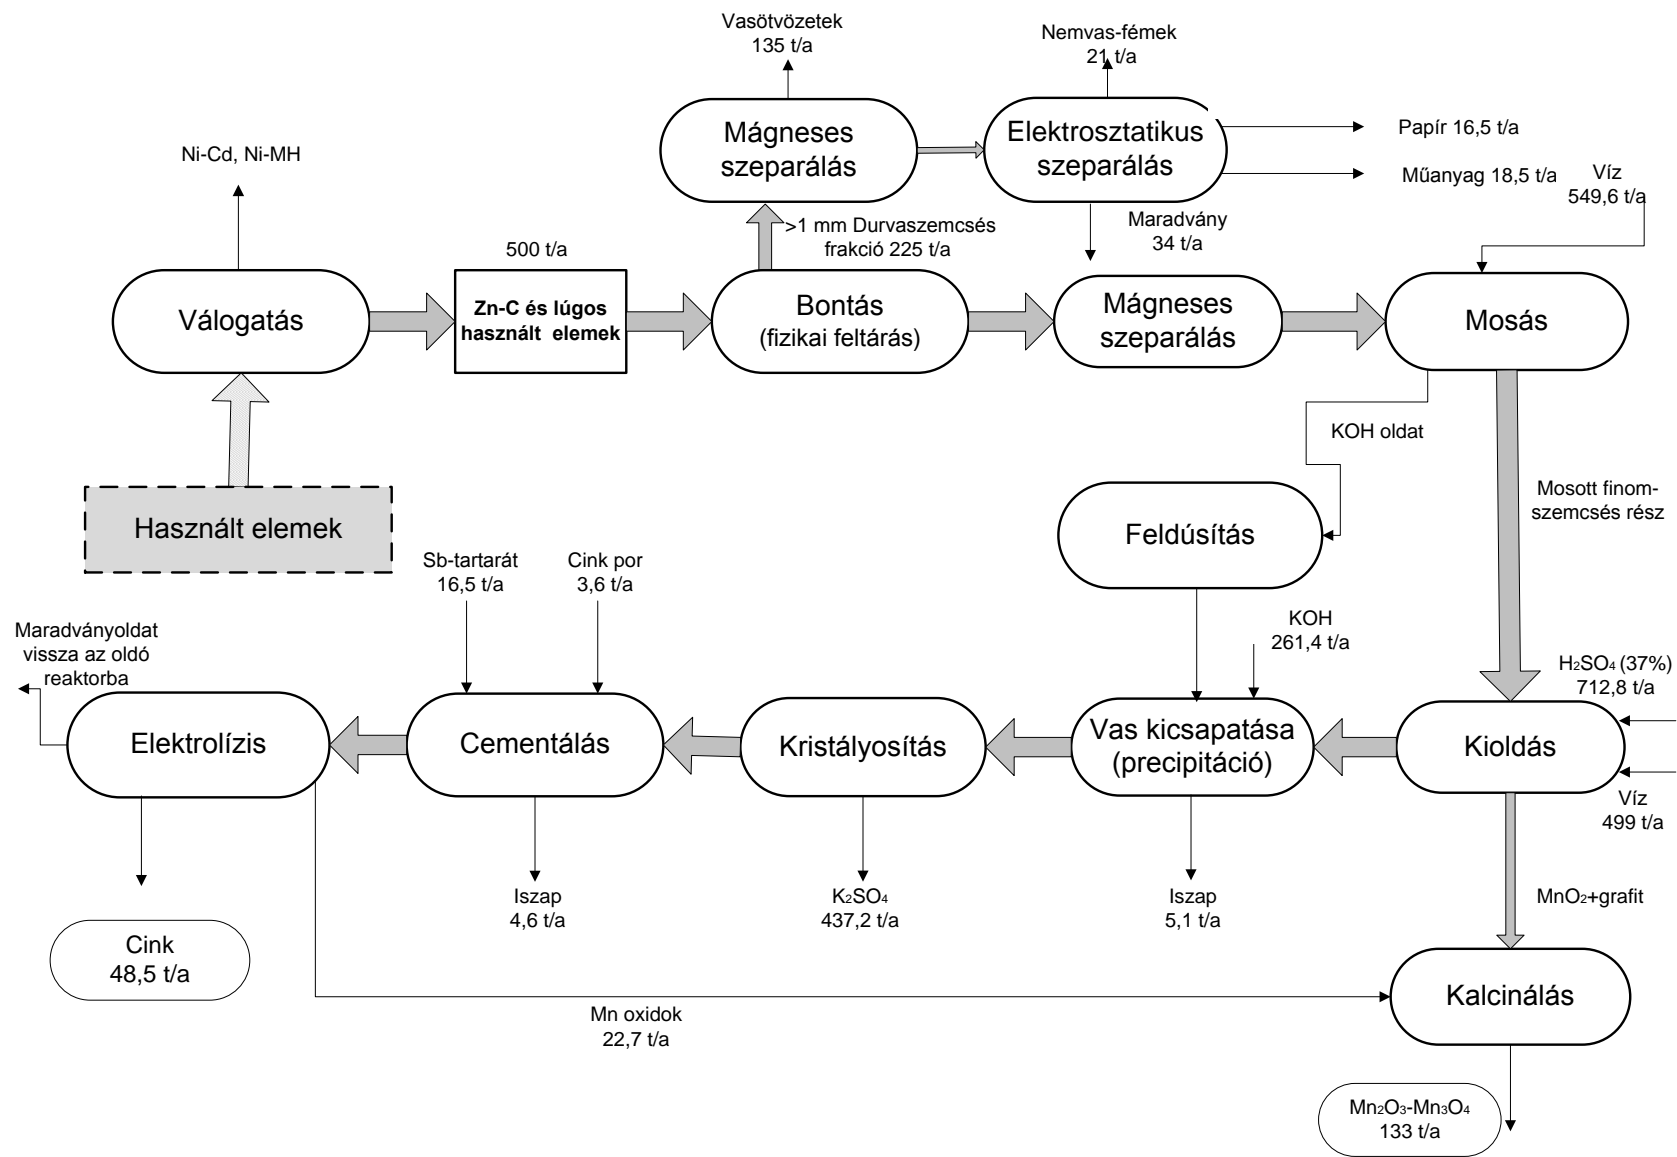 Vasötvözetek
135 t/a
Nemvas-fémek
21 t/a
Mágneses
szeparálás
Elektrosztatikus
szeparálás
Papír 16,5 t/a
Műanyag 18,5 t/a
Víz
549,6 t/a
Ni-Cd, Ni-MH
>1 mm Durvaszemcsés
frakció 225 t/a
Maradvány
34 t/a
500 t/a
Válogatás
Zn-C és lúgos
használt elemek
Bontás
(fizikai feltárás)
Mágneses
szeparálás
Mosás
KOH oldat
Mosott finom-
szemcsés rész
Használt elemek
Feldúsítás
Sb-tartarát
16,5 t/a
Cink por
3,6 t/a
KOH
261,4 t/a
Maradványoldat
vissza az oldó
reaktorba
H₂SO₄ (37%)
712,8 t/a
Elektrolízis
Cementálás
Kristályosítás
Vas kicsapatása
(precipitáció)
Kioldás
Víz
499 t/a
Iszap
4,6 t/a
K₂SO₄
437,2 t/a
Iszap
5,1 t/a
MnO₂+grafit
Cink
48,5 t/a
Mn oxidok
22,7 t/a
Kalcinálás
Mn₂O₃-Mn₃O₄
133 t/a